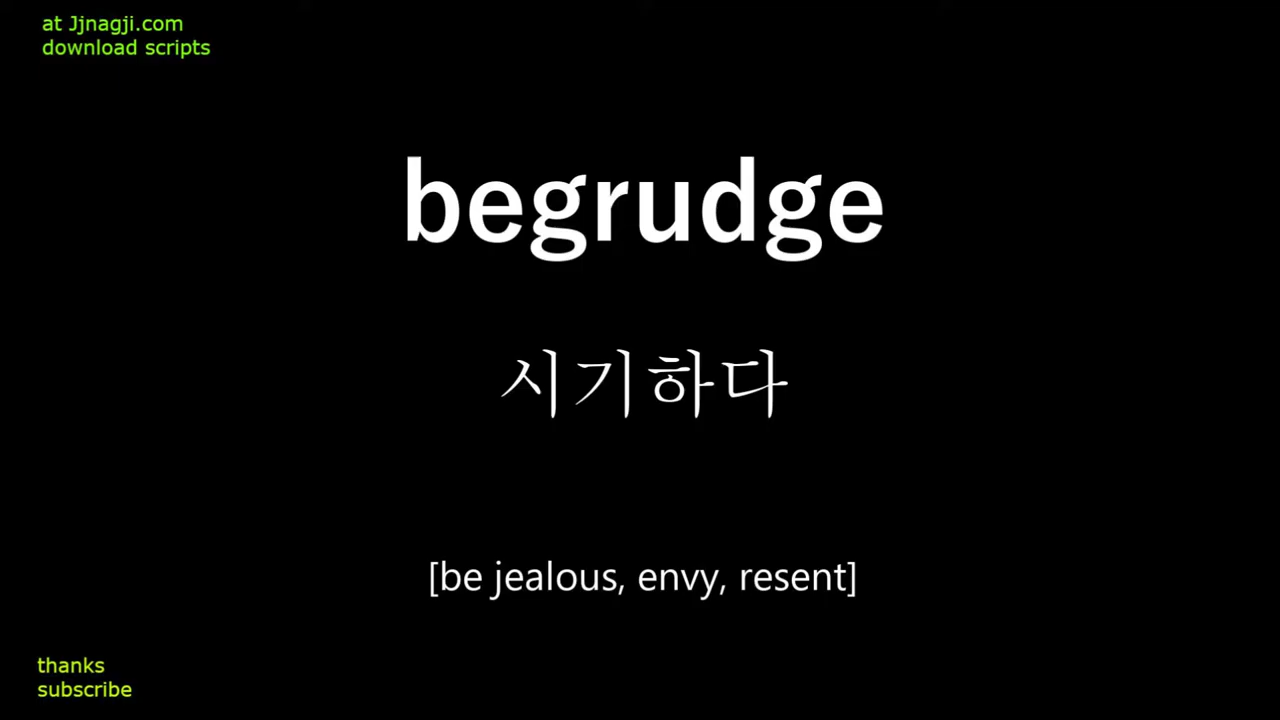 at Jjnagji.com
download scripts
begrudge
시기하다
[be jealous, envy, resent]
thanks
subscribe